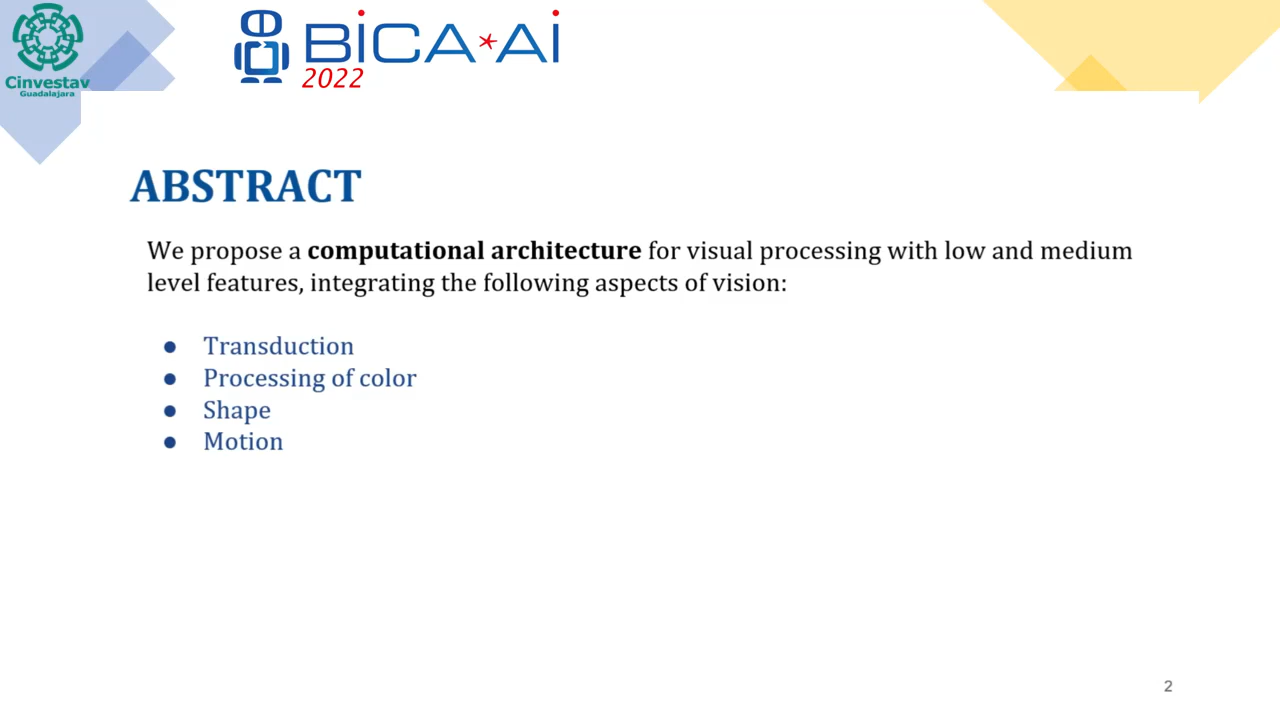 Cinvestav
Guadalajara
BiCA*Ai
2022
ABSTRACT
We propose a computational architecture for visual processing with low and medium
level features, integrating the following aspects of vision:
● Transduction
● Processing of color
● Shape
● Motion
2